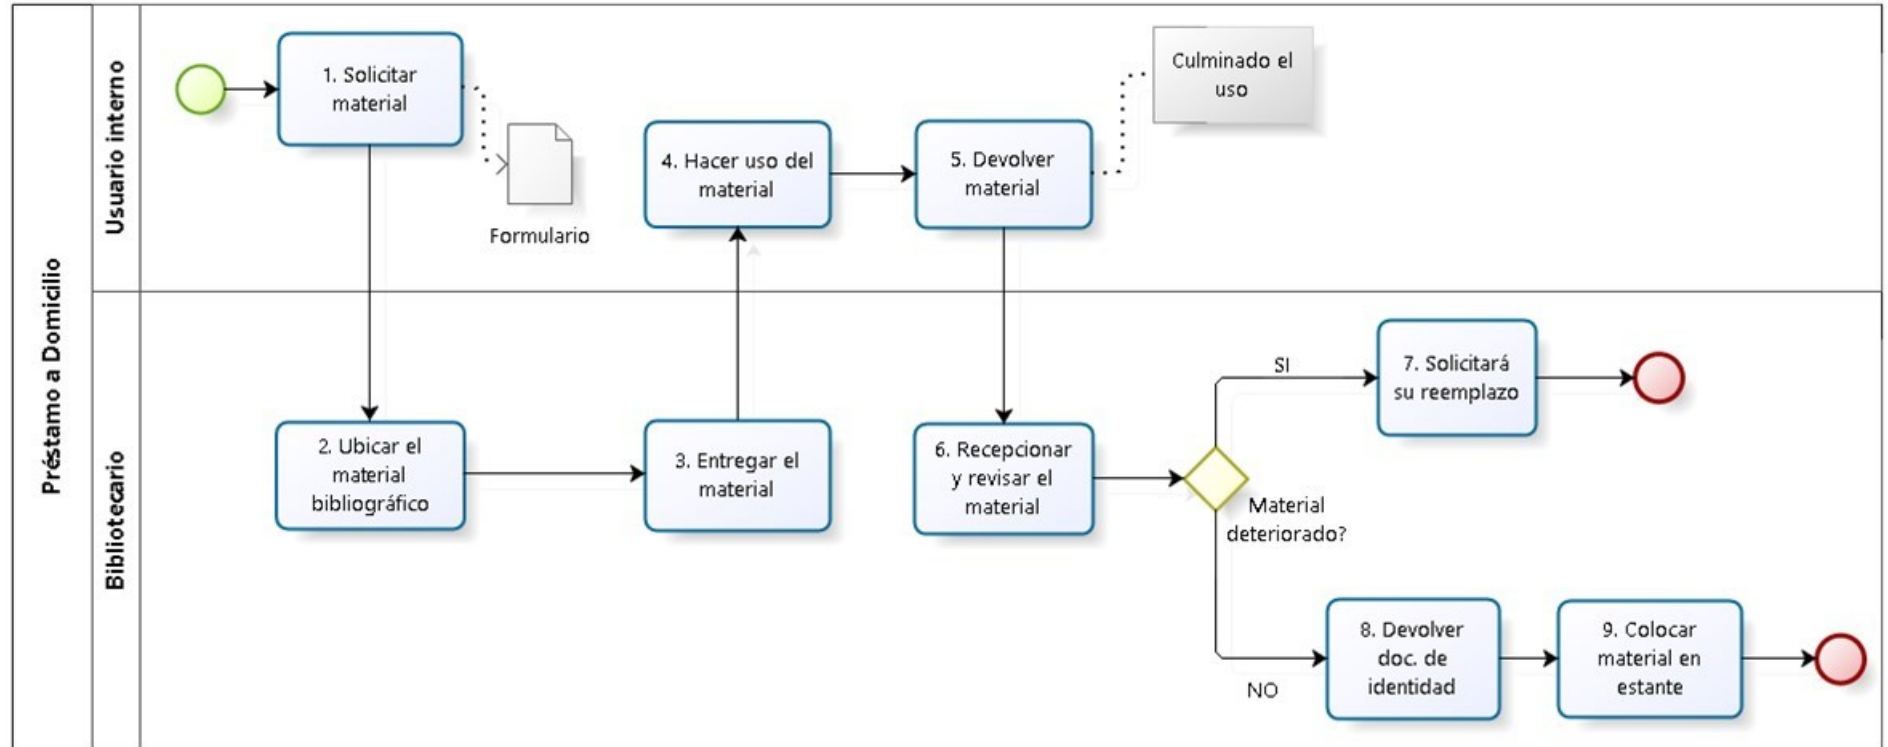 Préstamo a Domicilio
Usuario interno
1. Solicitar
material
Formulario
4. Hacer uso del
material
5. Devolver
material
Culminado el
uso
Bibliotecario
2. Ubicar el
material
bibliográfico
3. Entregar el
material
6. Recepcionar
y revisar el
material
Material
deteriorado?
SI
7. Solicitará
su reemplazo
NO
8. Devolver
doc. de
identidad
9. Colocar
material en
estante